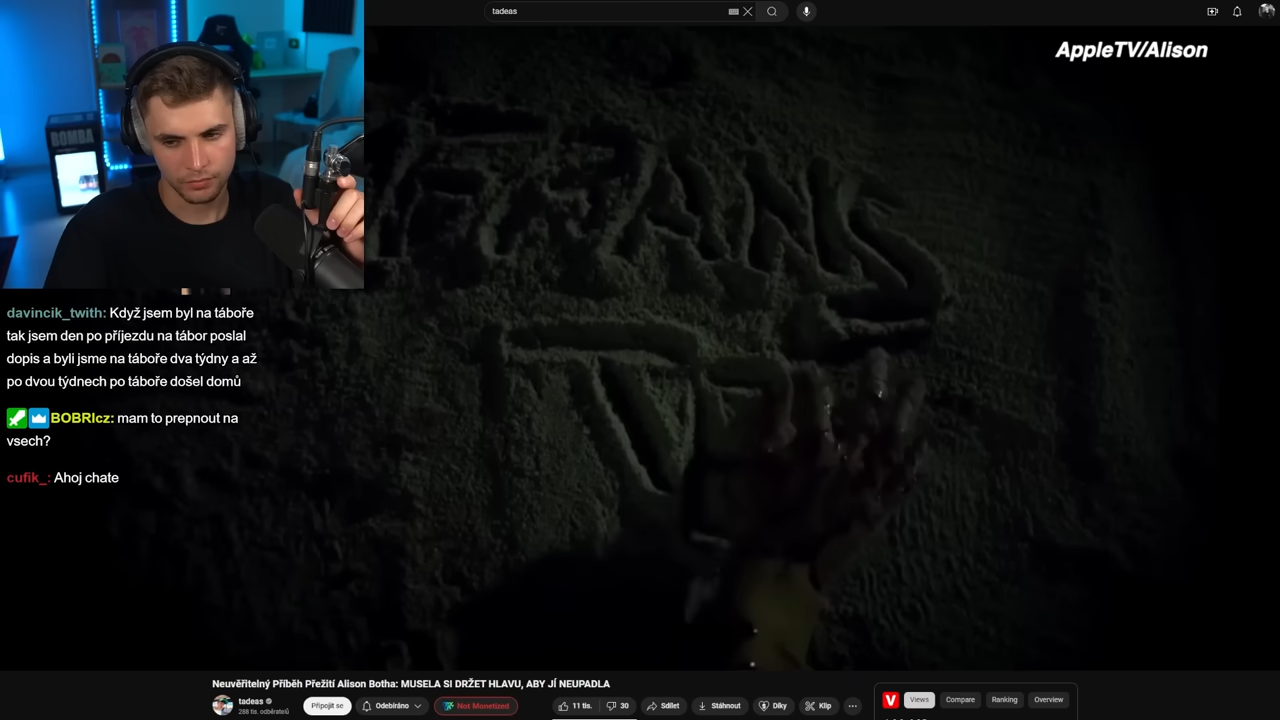 tadeas
AppleTV/Alison
BOMBA
davincik_twith: Když jsem byl na táboře
tak jsem den po příjezdu na tábor poslal
dopis a byli jsme na táboře dva týdny a až
po dvou týdnech po táboře došel domů
BOBRIcz: mam to prepnout na
vsech?
cufik_: Ahoj chate
Neuvěřitelný Příběh Přežití Alison Botha: MUSELA SI DRŽET HLAVU, ABY JÍ NEUPADLA
tadeas
288 tis. odběratelů
Připojit se
Odebíráno
Not Monetized
11 tis.
30
Sdílet
Stáhnout
Díky
Klip
Views
Compare
Ranking
Overview